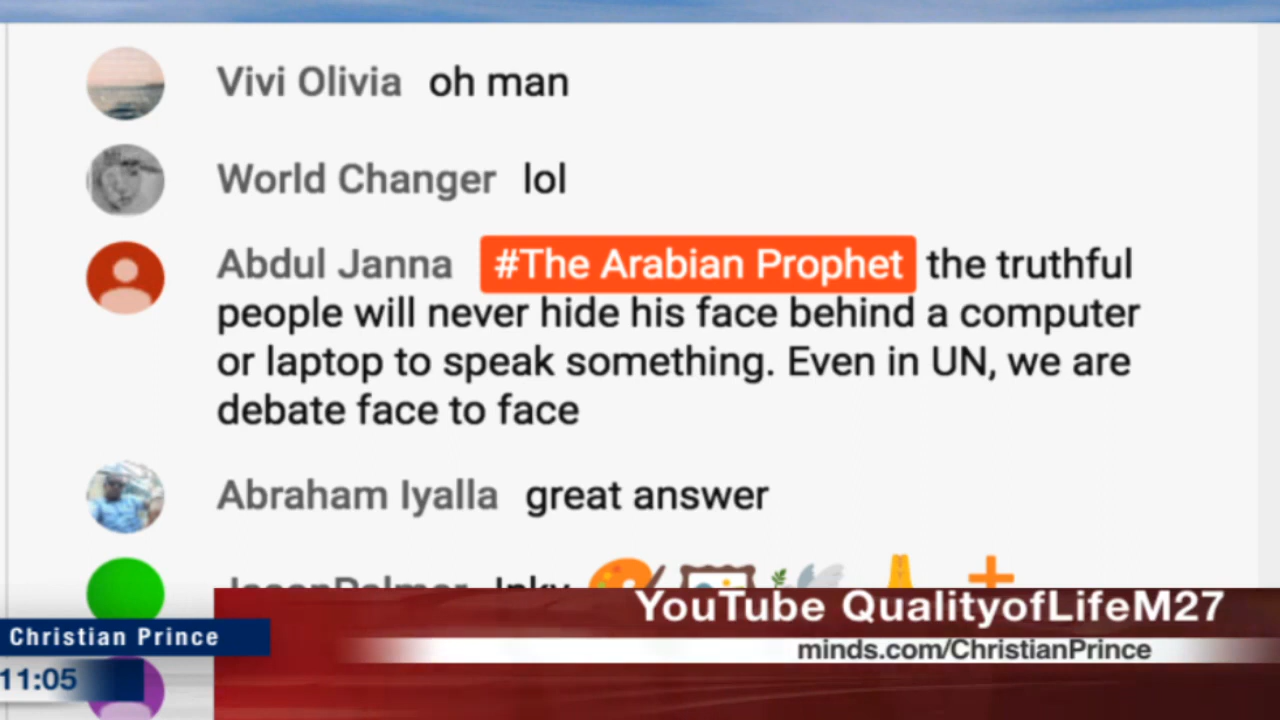 Vivi Olivia oh man
World Changer lol
Abdul Janna #The Arabian Prophet the truthful
people will never hide his face behind a computer
or laptop to speak something. Even in UN, we are
debate face to face
Abraham Iyalla great answer
YouTube QualityofLifeM27
Christian Prince
minds.com/ChristianPrince
11:05